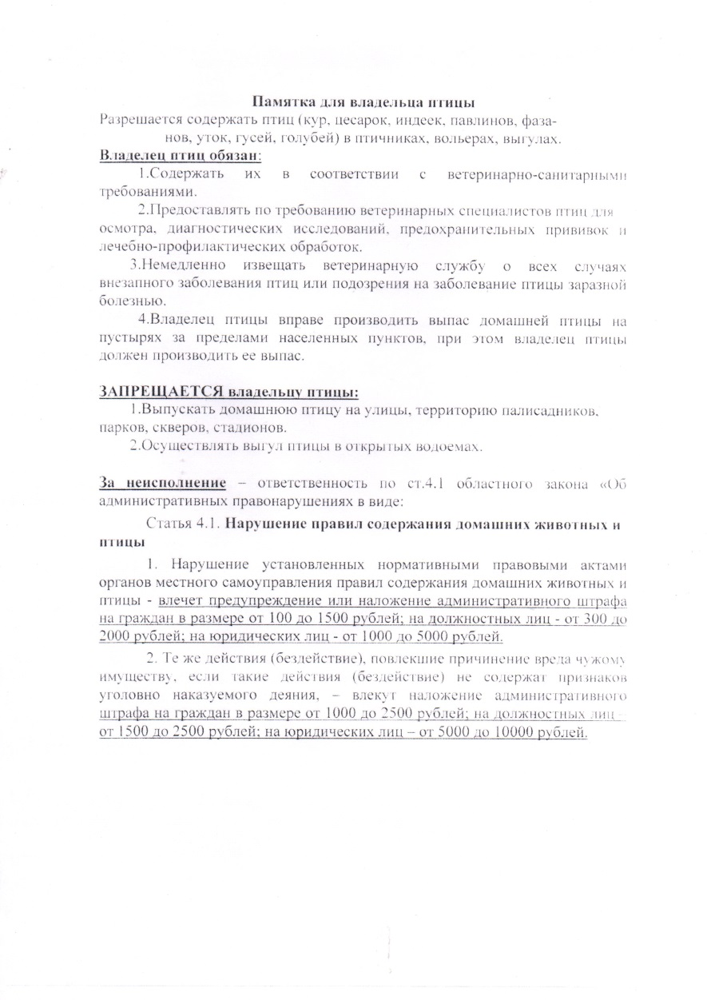 Памятка для владельца птицы
Разрешается содержать птиц (кур, цесарок, индеек, павлинов, фаза-
нов, уток, гусей, голубей) в птичниках, вольерах, выгулах.
Владелец птиц обязан:
1.Содержать их в соответствии с ветеринарно-санитарными
требованиями.
2.Предоставлять по требованию ветеринарных специалистов птиц для
осмотра, диагностических исследований, предохранительных прививок и
лечебно-профилактических обработок.
3.Немедленно извещать ветеринарную службу о всех случаях
внезапного заболевания птиц или подозрения на заболевание птицы заразной
болезнью.
4.Владелец птицы вправе производить выпас домашней птицы на
пустырях за пределами населенных пунктов, при этом владелец птицы
должен производить ее выпас.
ЗАПРЕЩАЕТСЯ владельцу птицы:
1.Выпускать домашнюю птицу на улицы, территорию палисадников,
парков, скверов, стадионов.
2.Осуществлять выгул птицы в открытых водоемах.
За неисполнение – ответственность по ст.4.1 областного закона «Об
административных правонарушениях в виде:
Статья 4.1. Нарушение правил содержания домашних животных и
птицы
1. Нарушение установленных нормативными правовыми актами
органов местного самоуправления правил содержания домашних животных и
птицы - влечет предупреждение или наложение административного штрафа
на граждан в размере от 100 до 1500 рублей; на должностных лиц - от 300 до
2000 рублей; на юридических лиц - от 1000 до 5000 рублей.
2. Те же действия (бездействие), повлекшие причинение вреда чужому
имуществу, если такие действия (бездействие) не содержат признаков
уголовно наказуемого деяния, – влекут наложение административного
штрафа на граждан в размере от 1000 до 2500 рублей; на должностных лиц –
от 1500 до 2500 рублей; на юридических лиц – от 5000 до 10000 рублей.